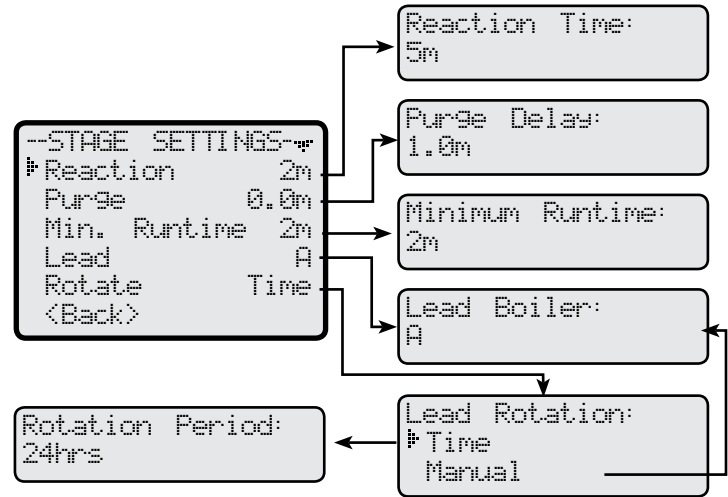 --STAGE SETTINGS--
Reaction 2m
Purge 0.0m
Min. Runtime 2m
Lead A
Rotate Time
<Back>
Reaction Time:
5m
Purge Delay:
1.0m
Minimum Runtime:
2m
Lead Boiler:
A
Lead Rotation:
Time
Manual
Rotation Period:
24hrs